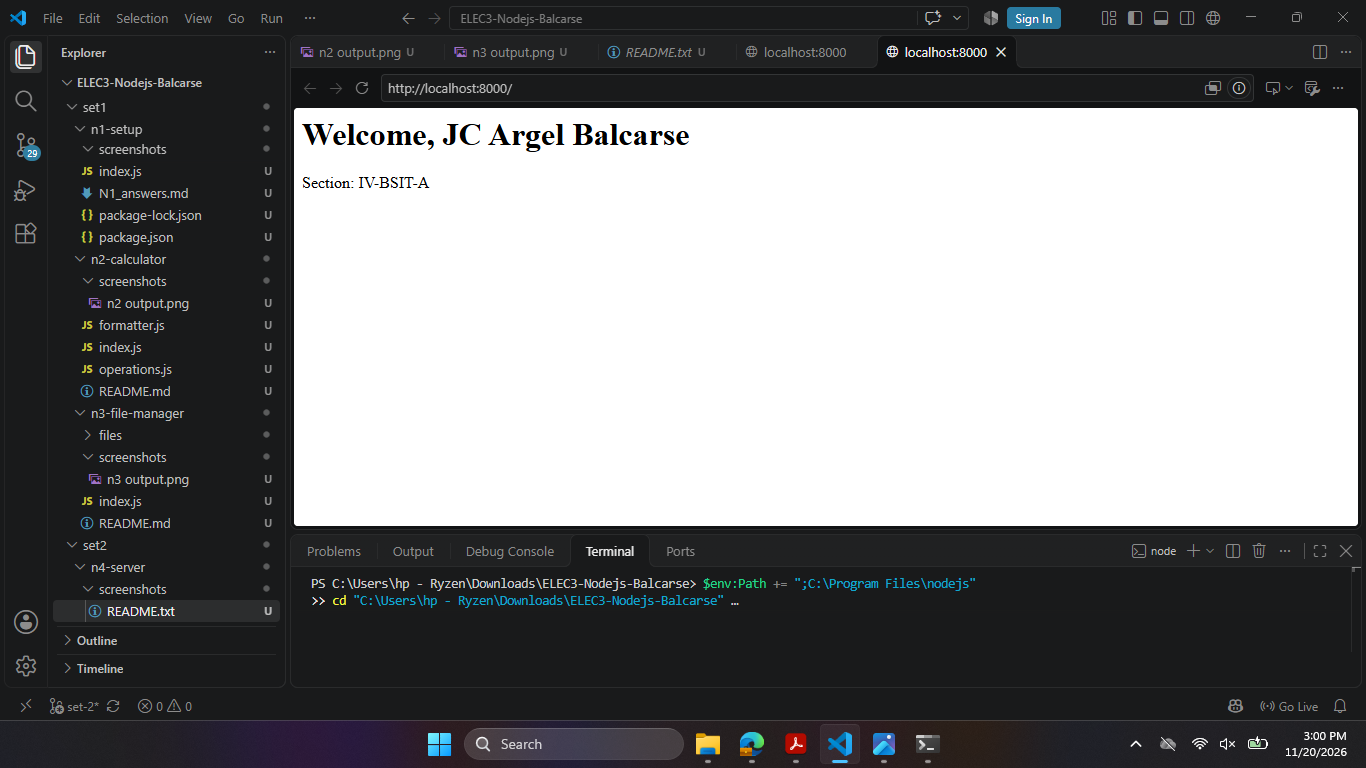 File Edit Selection View Go Run ··· ELEC3-Nodejs-Balcarse Sign In
Explorer ···
ELEC3-Nodejs-Balcarse
set1
n1-setup
screenshots
JS index.js U
N1_answers.md U
{} package-lock.json U
{} package.json U
n2-calculator
screenshots
n2 output.png U
JS formatter.js U
JS index.js U
JS operations.js U
README.md U
n3-file-manager
files
screenshots
n3 output.png U
JS index.js U
README.md U
set2
n4-server
screenshots
README.txt U
Outline
Timeline
29
n2 output.png U n3 output.png U README.txt U localhost:8000 localhost:8000
http://localhost:8000/
Welcome, JC Argel Balcarse
Section: IV-BSIT-A
Problems Output Debug Console Terminal Ports node
PS C:\Users\hp - Ryzen\Downloads\ELEC3-Nodejs-Balcarse> $env:Path += ";C:\Program Files\nodejs"
>> cd "C:\Users\hp - Ryzen\Downloads\ELEC3-Nodejs-Balcarse" …
set-2* 0 0 Go Live
Search
3:00 PM
11/20/2026